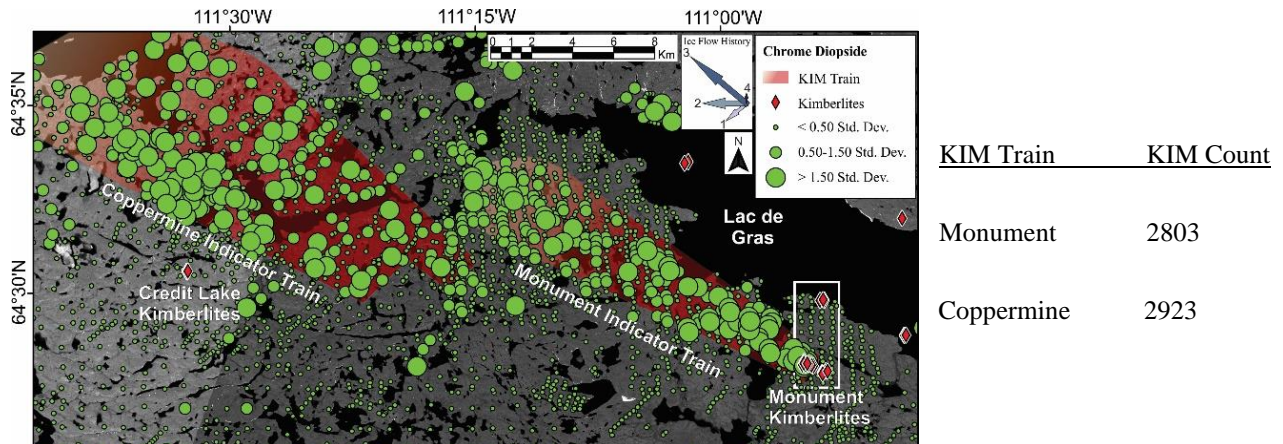 111°30'W 111°15'W 111°00'W
64°35'N
64°30'N
0 1 2 4 6 8
Km
Ice Flow History
3
4
2
1
N
Chrome Diopside
KIM Train
Kimberlites
< 0.50 Std. Dev.
0.50-1.50 Std. Dev.
> 1.50 Std. Dev.
Lac de
Gras
Coppermine Indicator Train
Monument Indicator Train
Credit Lake
Kimberlites
Monument
Kimberlites
KIM Train KIM Count
Monument 2803
Coppermine 2923